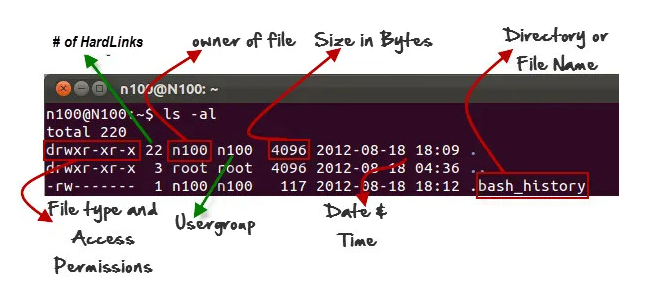 # of HardLinks
owner of file
Size in Bytes
Directory or
File Name
n100@N100: ~
n100@N100:~$ ls -al
total 220
drwxr-xr-x 22 n100 n100 4096 2012-08-18 18:09 .
drwxr-xr-x 3 root root 4096 2012-08-18 04:36 ..
-rw------- 1 n100 n100 117 2012-08-18 18:12 .bash_history
File type and
Access
Permissions
Usergroup
Date &
Time